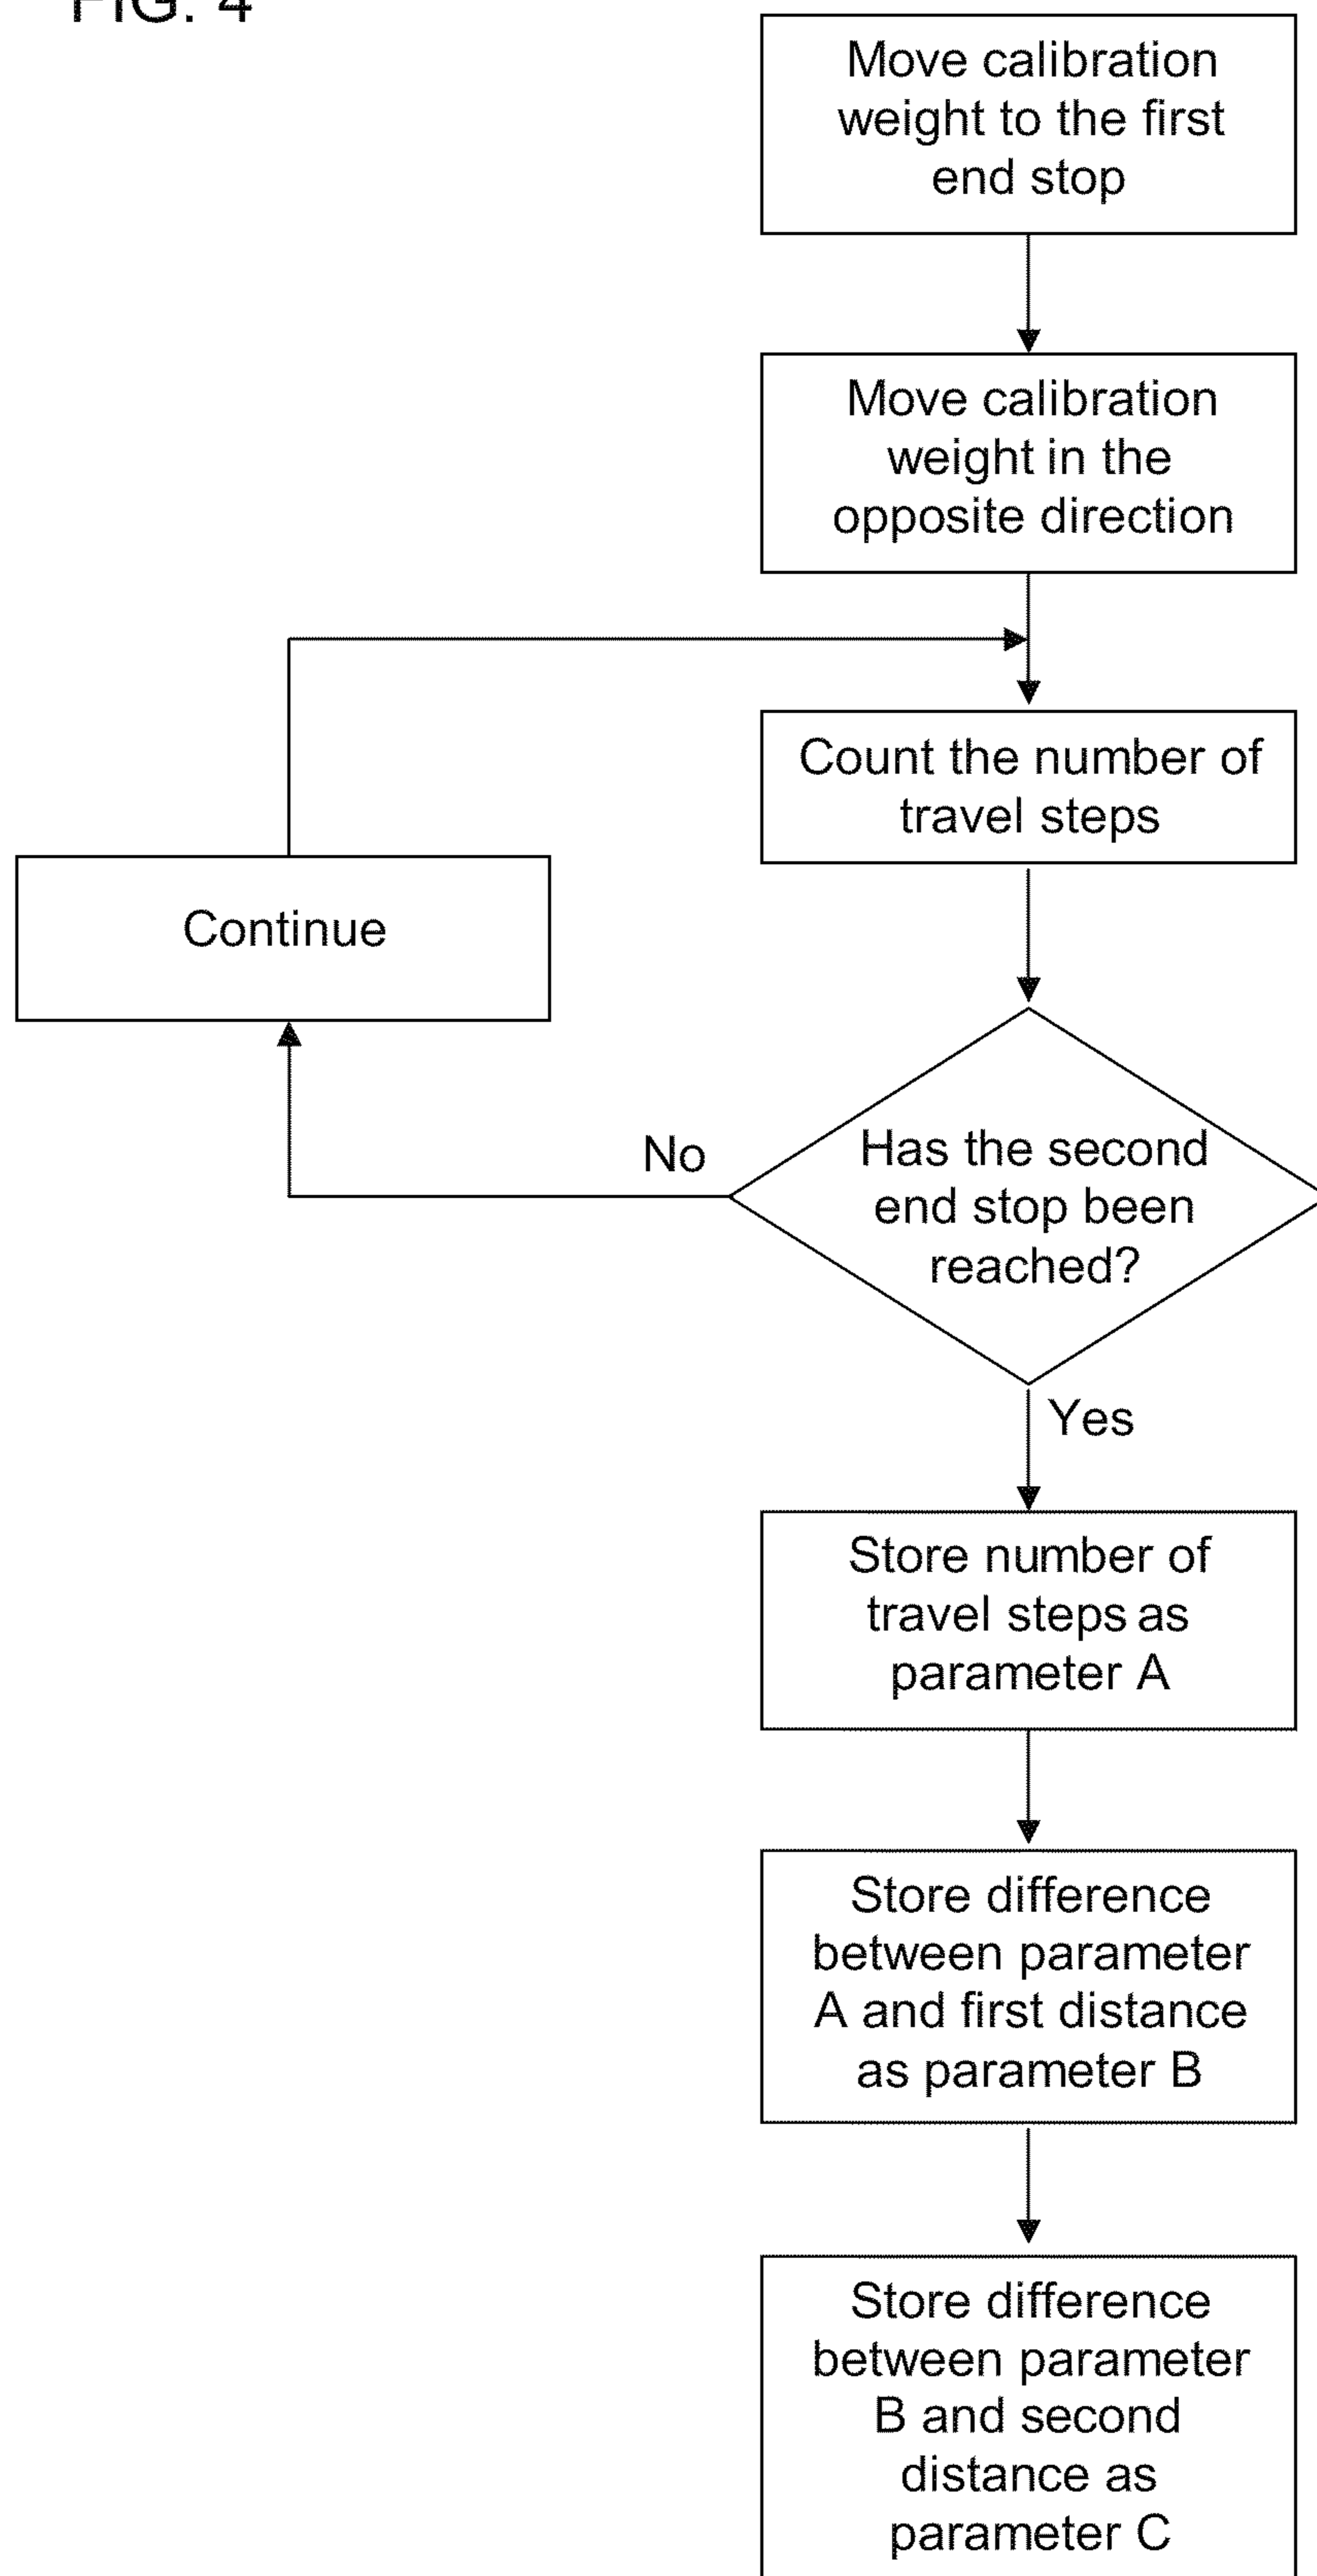 FIG. 4
Move calibration
weight to the first
end stop
Move calibration
weight in the
opposite direction
Count the number of
travel steps
Continue
No
Has the second
end stop been
reached?
Yes
Store number of
travel steps as
parameter A
Store difference
between parameter
A and first distance
as parameter B
Store difference
between parameter
B and second
distance as
parameter C